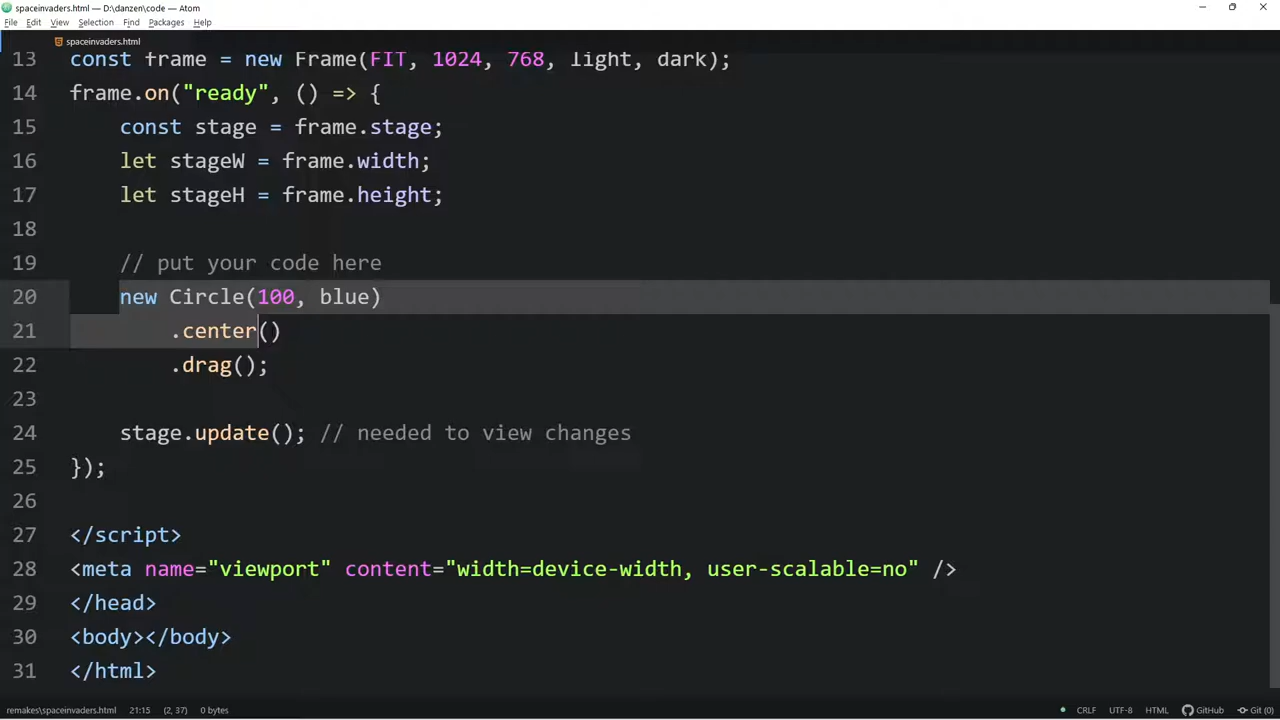 spaceinvaders.html — D:\danzen\code — Atom
File Edit View Selection Find Packages Help
spaceinvaders.html
13 const frame = new Frame(FIT, 1024, 768, light, dark);
14 frame.on("ready", () => {
15 const stage = frame.stage;
16 let stageW = frame.width;
17 let stageH = frame.height;
18
19 // put your code here
20 new Circle(100, blue)
21 .center()
22 .drag();
23
24 stage.update(); // needed to view changes
25 });
26
27 </script>
28 <meta name="viewport" content="width=device-width, user-scalable=no" />
29 </head>
30 <body></body>
31 </html>
remakes\spaceinvaders.html 21:15 (2, 37) 0 bytes CRLF UTF-8 HTML GitHub Git (0)